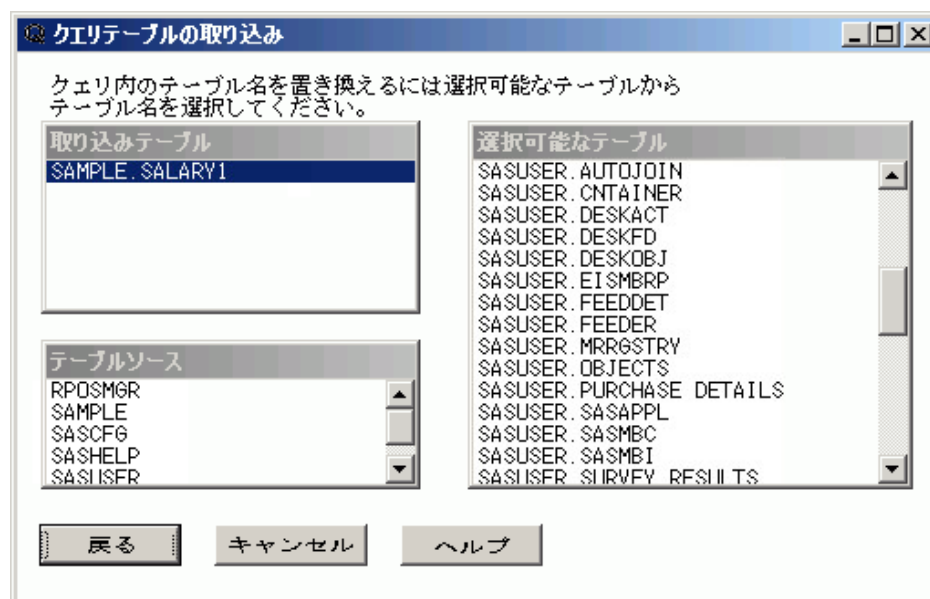 クエリテーブルの取り込み
クェリ内のテーブル名を置き換えるには選択可能なテーブルから
テーブル名を選択してください。
取り込みテーブル
SAMPLE.SALARY1
テーブルソース
RPOSMGR
SAMPLE
SASCFG
SASHELP
SASUSER
選択可能なテーブル
SASUSER.AUTOJOIN
SASUSER.CNTAINER
SASUSER.DESKACT
SASUSER.DESKFD
SASUSER.DESKOBJ
SASUSER.EISMBRP
SASUSER.FEEDDET
SASUSER.FEEDER
SASUSER.MRRGSTRY
SASUSER.OBJECTS
SASUSER.PURCHASE DETAILS
SASUSER.SASAPPL
SASUSER.SASMBC
SASUSER.SASMBI
SASUSER.SURVEY RESULTS
戻る
キャンセル
ヘルプ